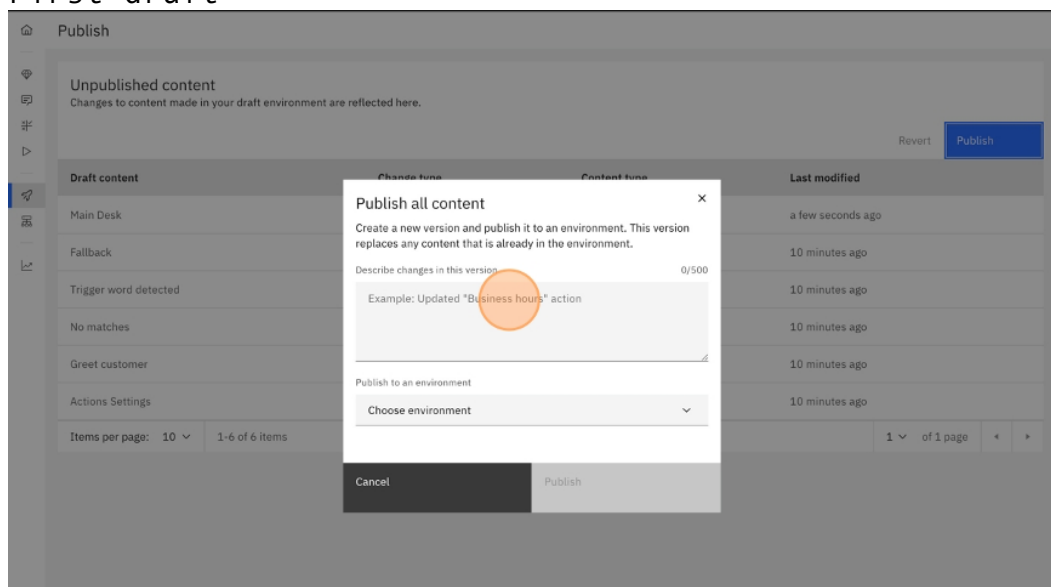 Publish
Unpublished content
Changes to content made in your draft environment are reflected here.
Revert Publish
Draft content Change type Content type Last modified
Main Desk a few seconds ago
Fallback 10 minutes ago
Trigger word detected 10 minutes ago
No matches 10 minutes ago
Greet customer 10 minutes ago
Actions Settings 10 minutes ago
Items per page: 10 1-6 of 6 items 1 of 1 page
Publish all content
Create a new version and publish it to an environment. This version
replaces any content that is already in the environment.
Describe changes in this version 0/500
Example: Updated "Business hours" action
Publish to an environment
Choose environment
Cancel Publish